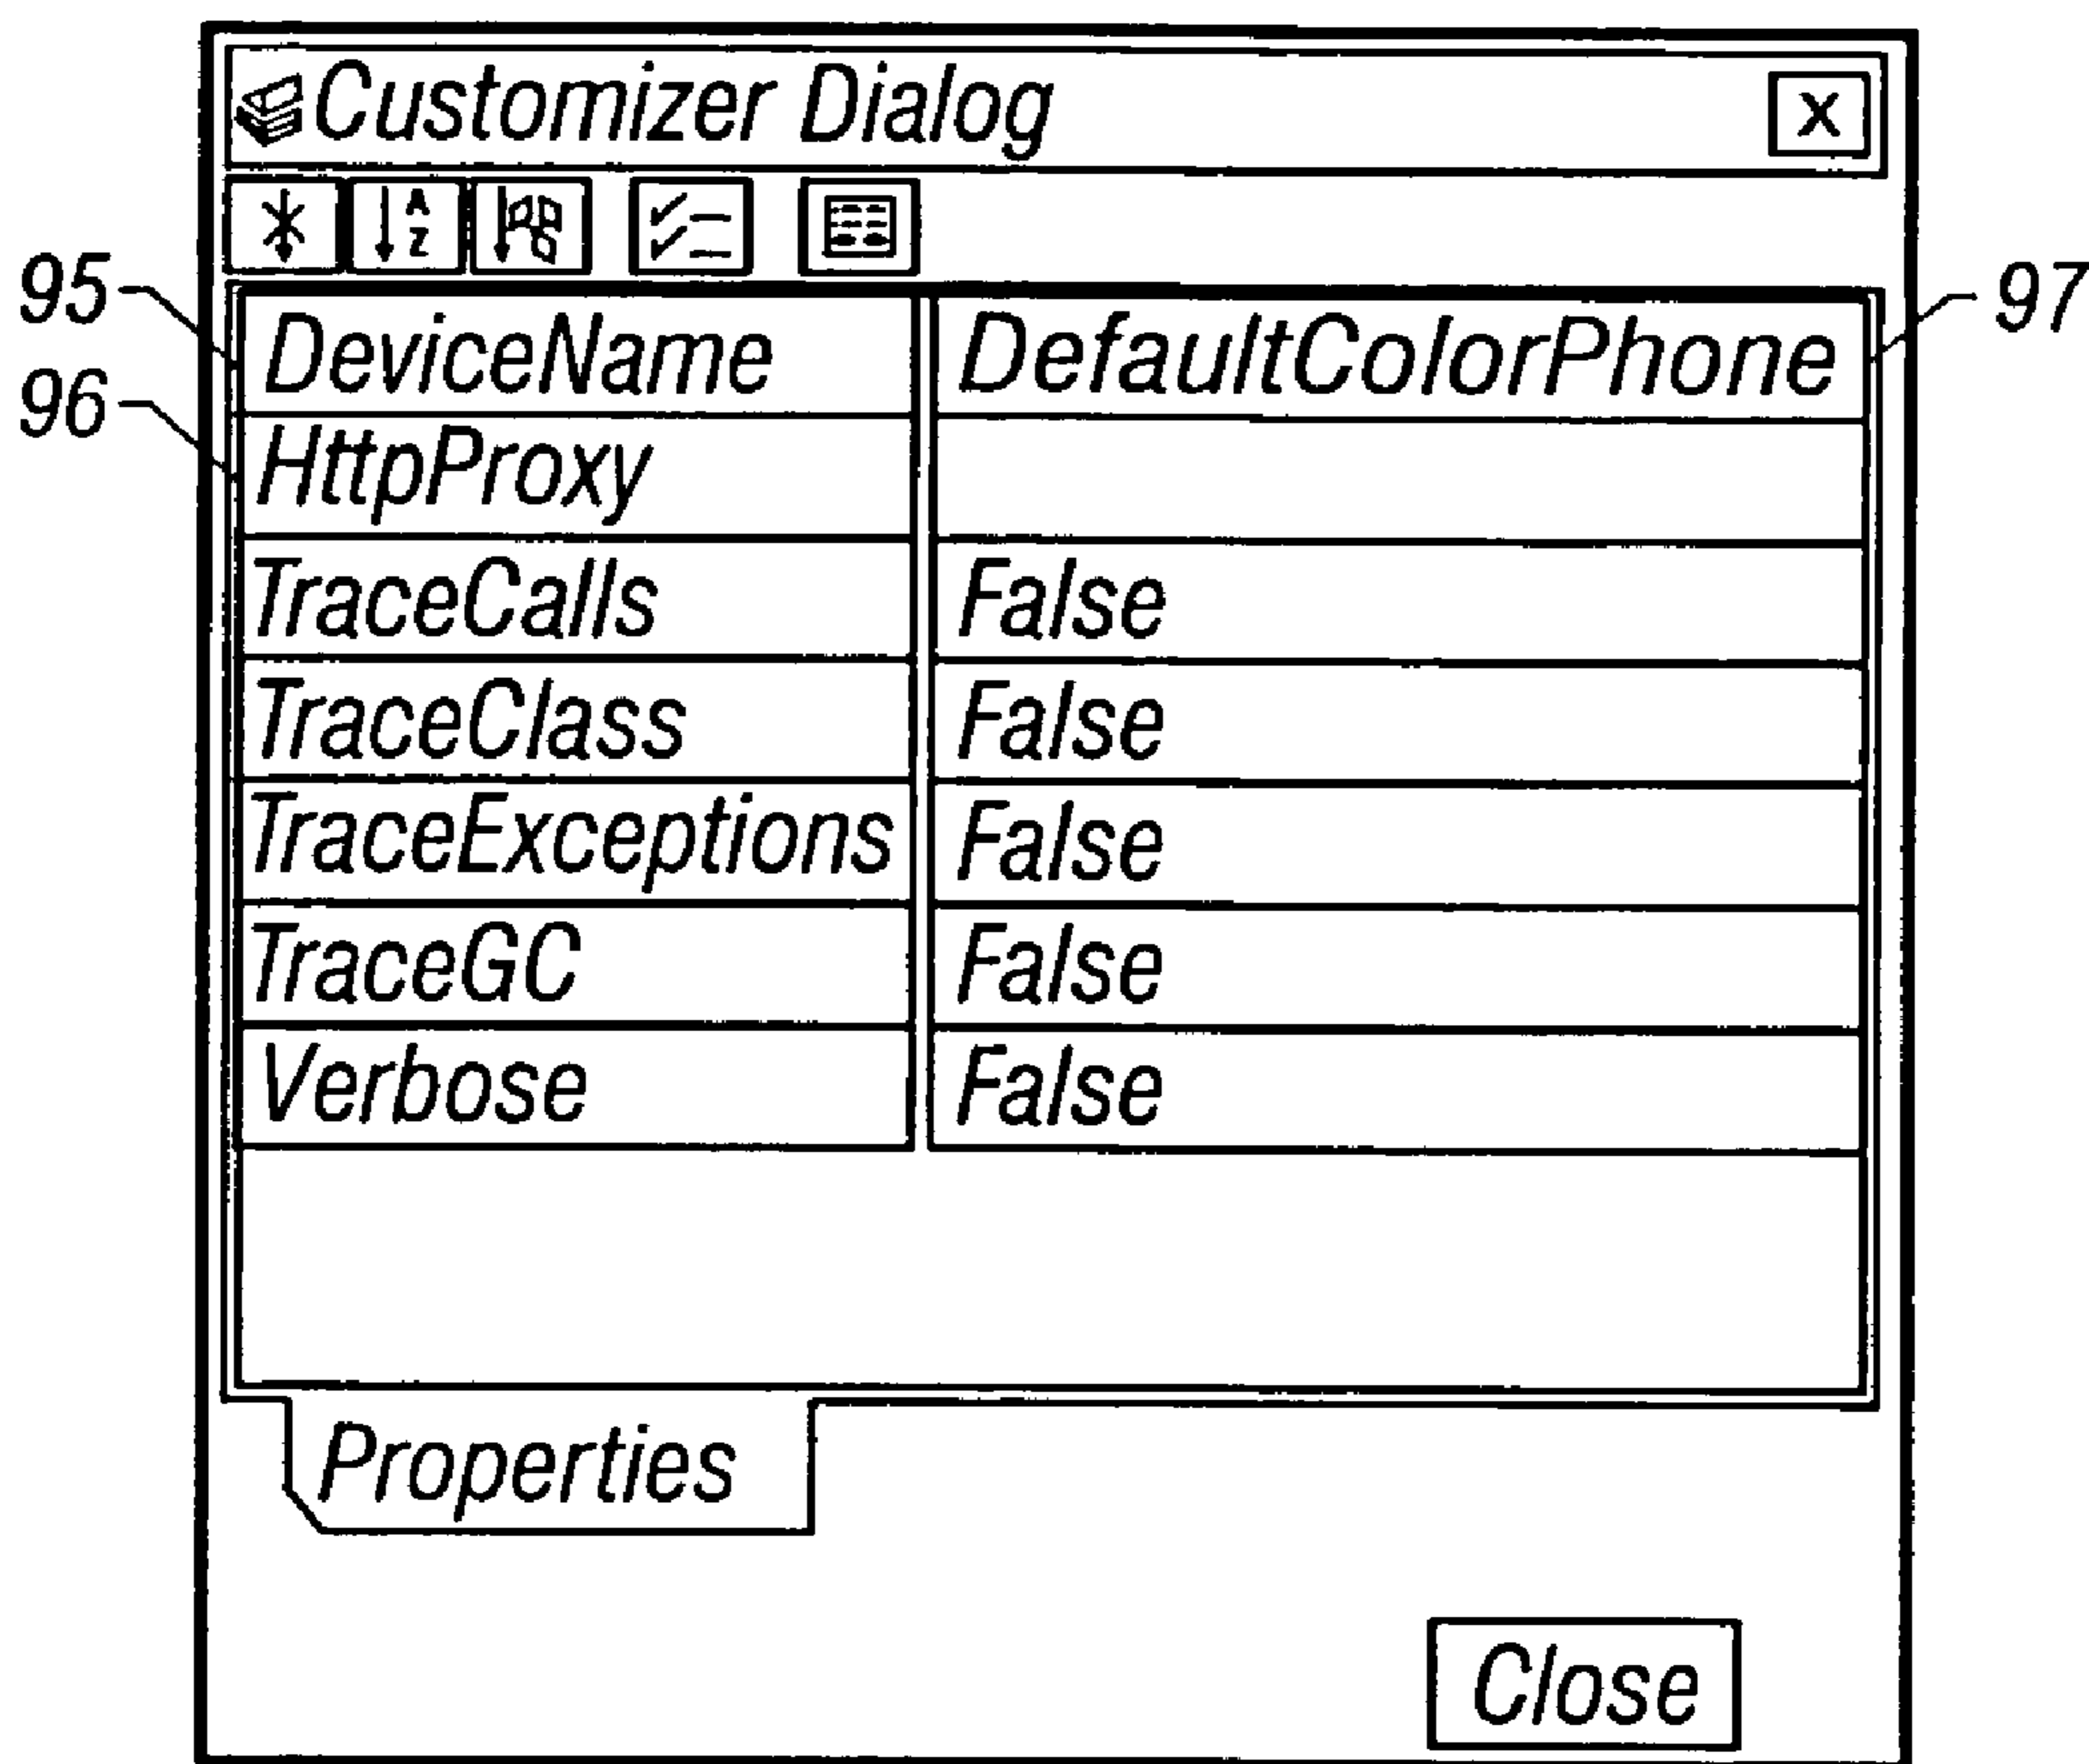 Customizer Dialog X
A
Z
95
DeviceName DefaultColorPhone
97
96
HttpProxy
TraceCalls False
TraceClass False
TraceExceptions False
TraceGC False
Verbose False
Properties
Close